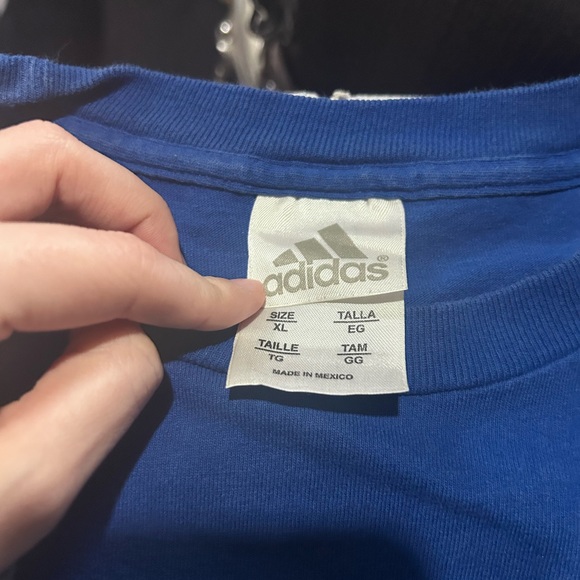 adidas®
SIZE TALLA
XL EG
TAILLE TAM
TG GG
MADE IN MEXICO